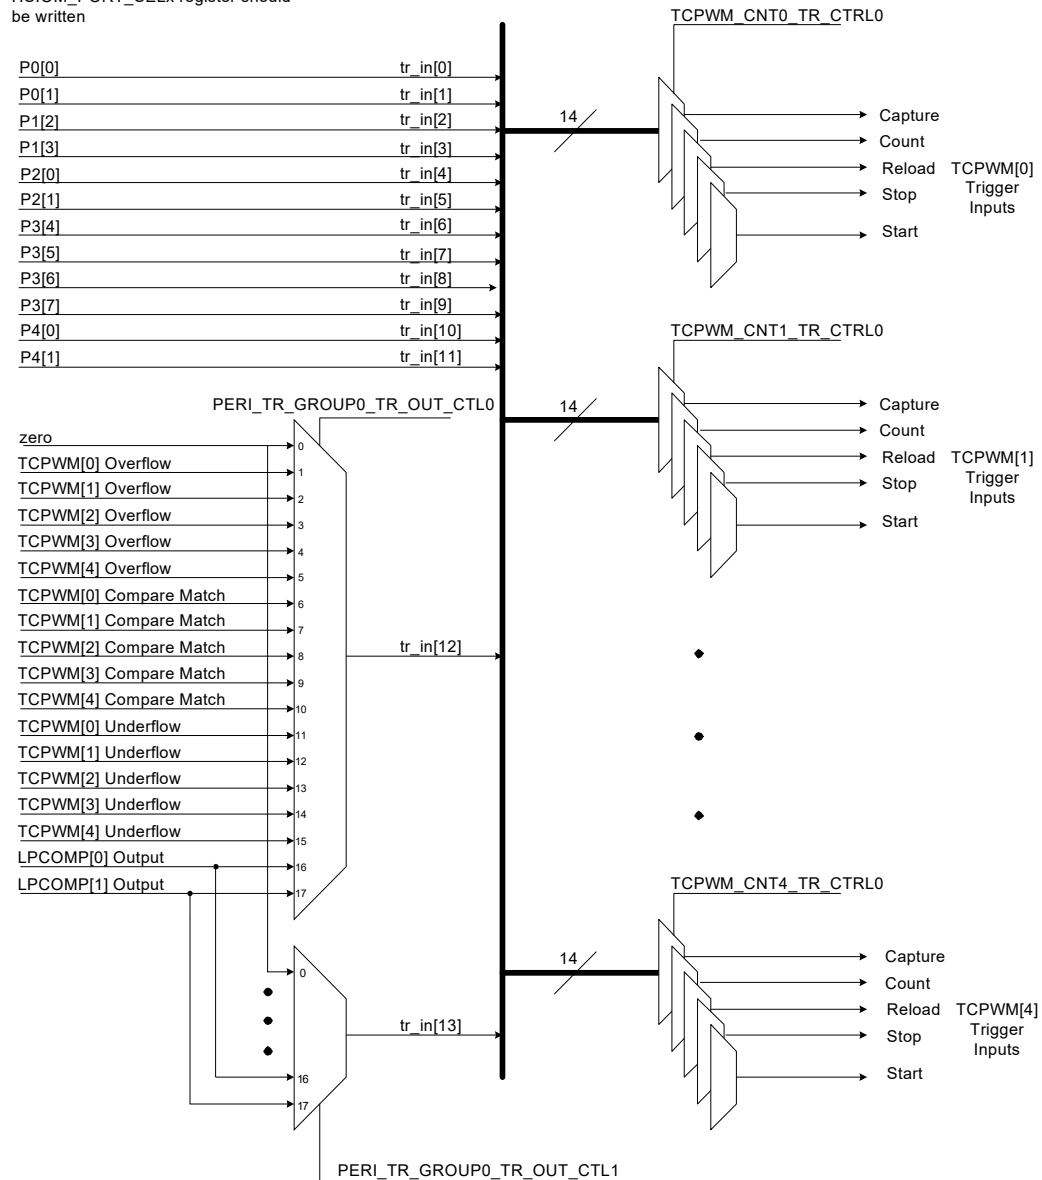 be written
TCPWM_CNT0_TR_CTRL0
P0[0] tr_in[0]
P0[1] tr_in[1]
P1[2] tr_in[2]
P1[3] tr_in[3]
P2[0] tr_in[4]
P2[1] tr_in[5]
P3[4] tr_in[6]
P3[5] tr_in[7]
P3[6] tr_in[8]
P3[7] tr_in[9]
P4[0] tr_in[10]
P4[1] tr_in[11]
14
Capture
Count
Reload
Stop
Start
TCPWM[0]
Trigger
Inputs
TCPWM_CNT1_TR_CTRL0
14
Capture
Count
Reload
Stop
Start
TCPWM[1]
Trigger
Inputs
PERI_TR_GROUP0_TR_OUT_CTL0
zero 0
TCPWM[0] Overflow 1
TCPWM[1] Overflow 2
TCPWM[2] Overflow 3
TCPWM[3] Overflow 4
TCPWM[4] Overflow 5
TCPWM[0] Compare Match 6
TCPWM[1] Compare Match 7
TCPWM[2] Compare Match 8
TCPWM[3] Compare Match 9
TCPWM[4] Compare Match 10
TCPWM[0] Underflow 11
TCPWM[1] Underflow 12
TCPWM[2] Underflow 13
TCPWM[3] Underflow 14
TCPWM[4] Underflow 15
LPCOMP[0] Output 16
LPCOMP[1] Output 17
tr_in[12]
TCPWM_CNT4_TR_CTRL0
14
Capture
Count
Reload
Stop
Start
TCPWM[4]
Trigger
Inputs
0
16
17
tr_in[13]
PERI_TR_GROUP0_TR_OUT_CTL1